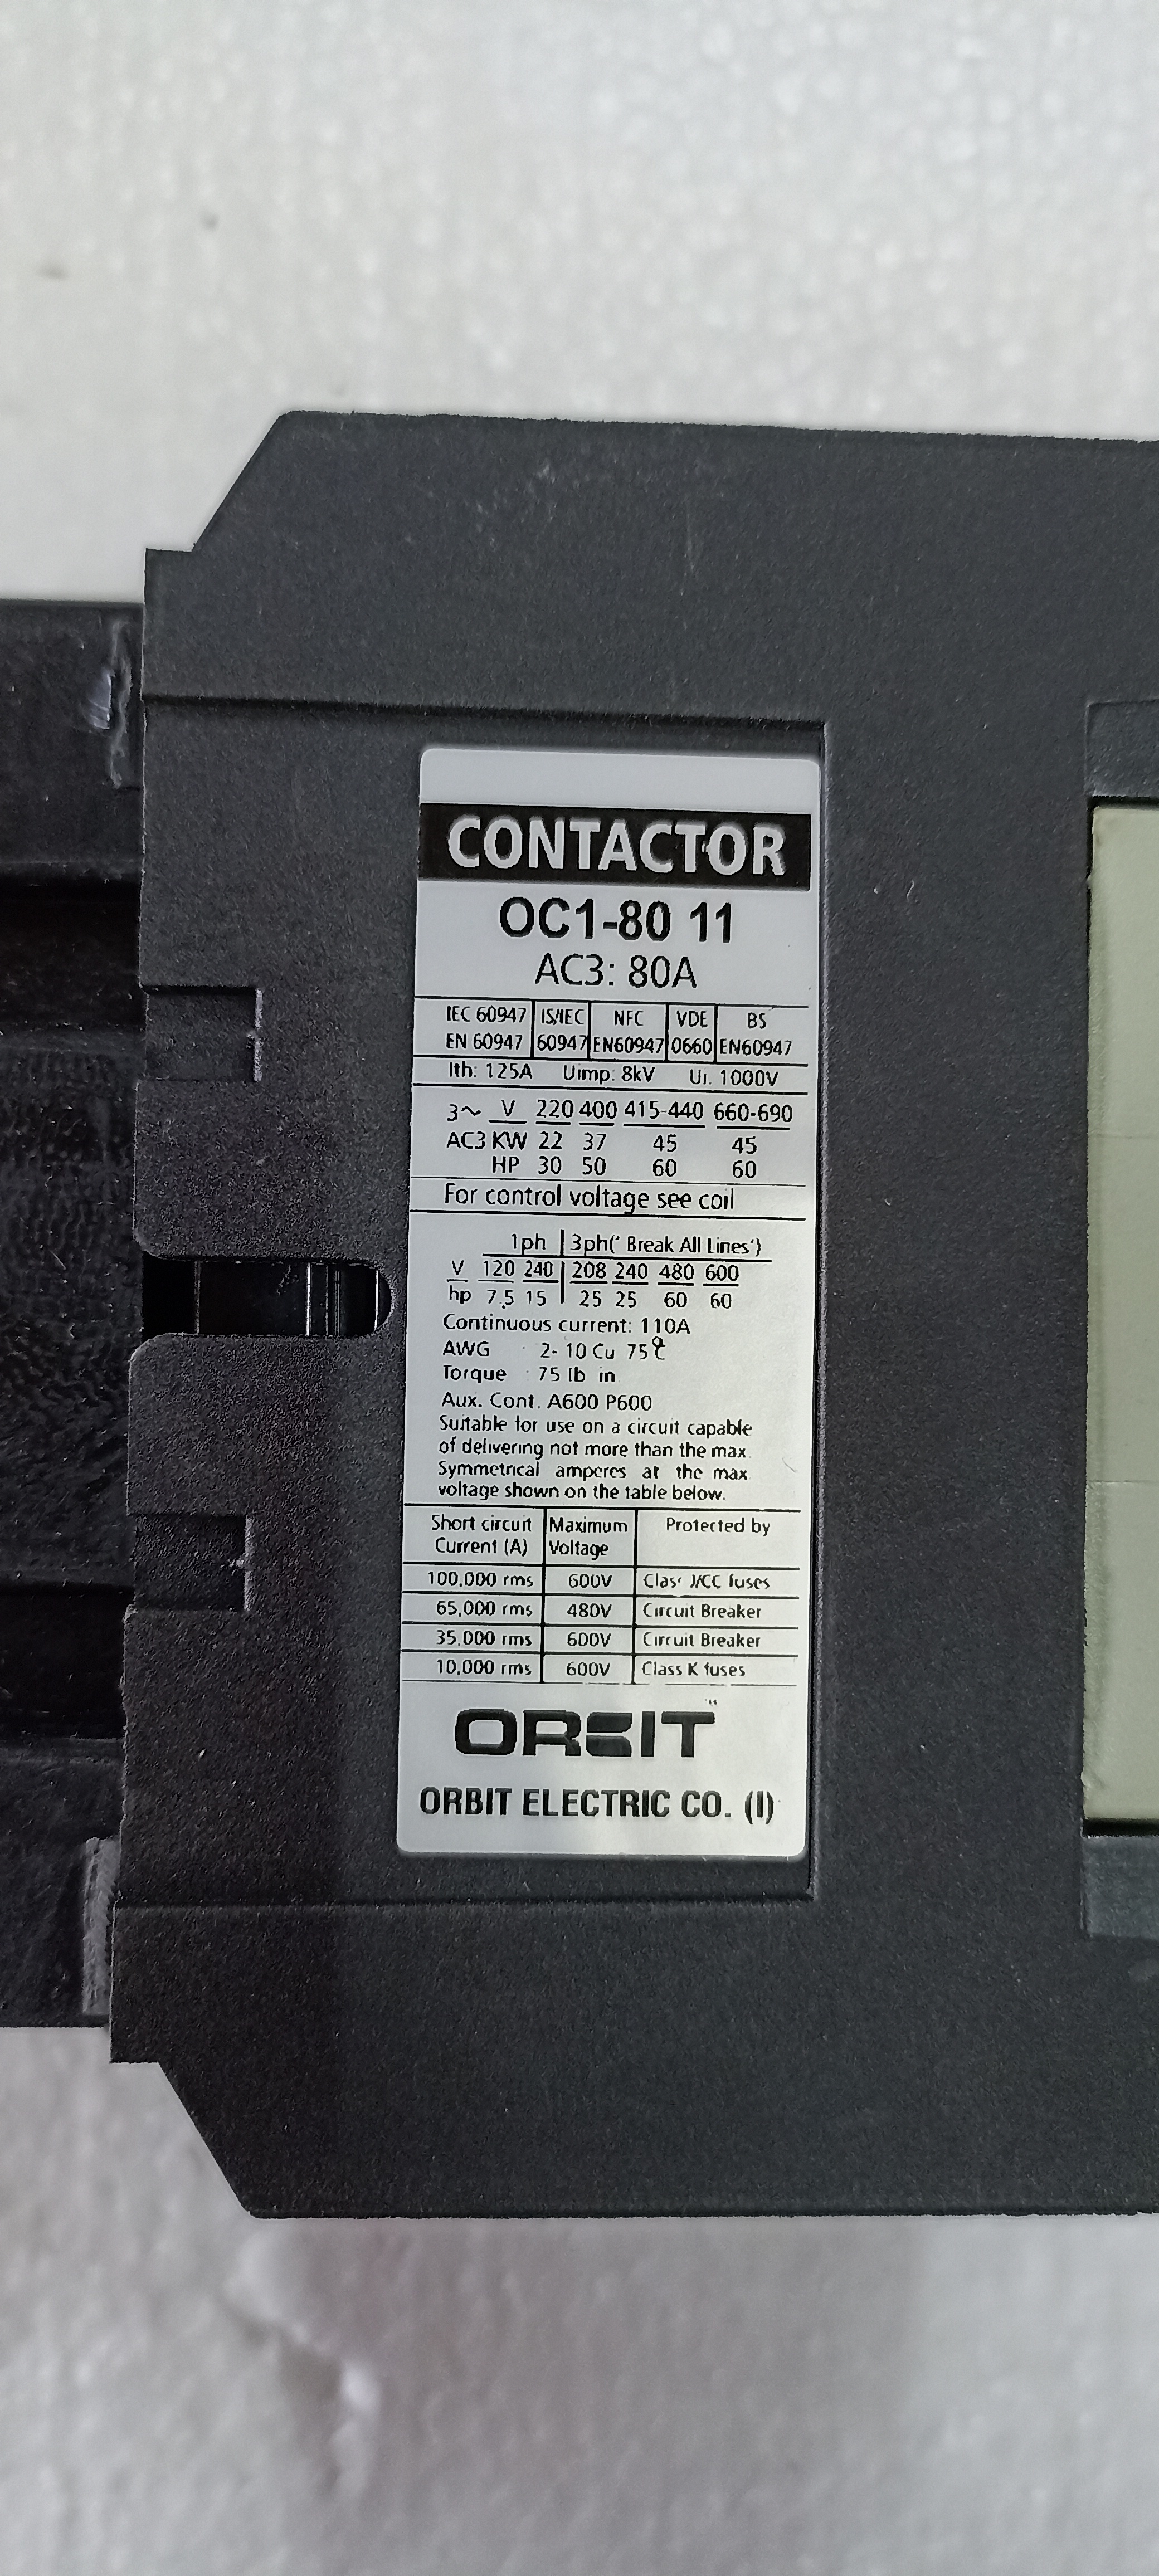 CONTACTOR
OC1-80 11
AC3: 80A
IEC 60947 IS/IEC NFC VDE BS
EN 60947 60947 EN60947 0660 EN60947
Ith: 125A Uimp: 8kV Ui. 1000V
3~ V 220 400 415-440 660-690
AC3 KW 22 37 45 45
HP 30 50 60 60
For control voltage see coil
1ph 3ph(' Break All Lines')
V 120 240 208 240 480 600
hp 7.5 15 25 25 60 60
Continuous current: 110A
AWG 2-10 Cu 75℃
Torque 75 lb in
Aux. Cont. A600 P600
Suitable for use on a circuit capable
of delivering not more than the max
Symmetrical amperes at the max
voltage shown on the table below.
Short circuit Maximum Protected by
Current (A) Voltage
100,000 rms 600V Class J/CC fuses
65,000 rms 480V Circuit Breaker
35,000 rms 600V Circuit Breaker
10,000 rms 600V Class K fuses
ORBIT
ORBIT ELECTRIC CO. (I)